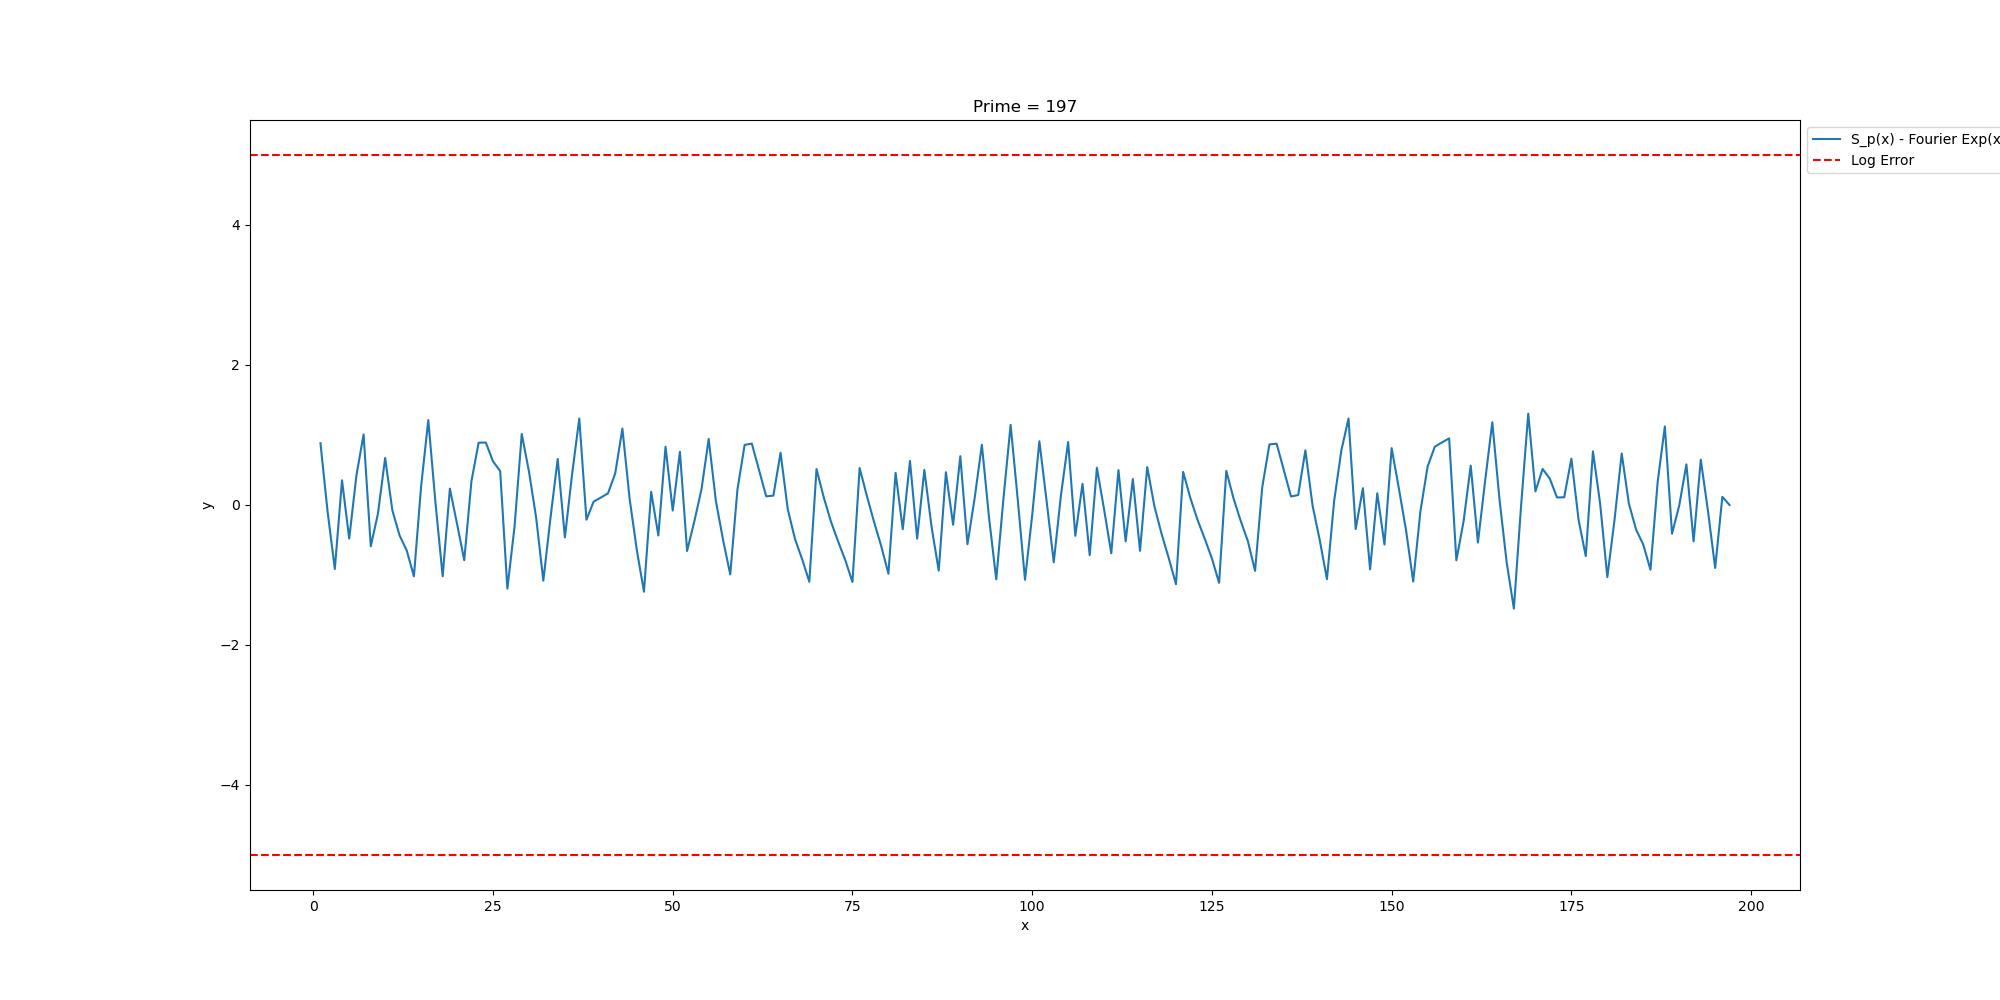 Prime = 197
S_p(x) - Fourier Exp(x
Log Error
4
2
0
−2
−4
y
0 25 50 75 100 125 150 175 200
x